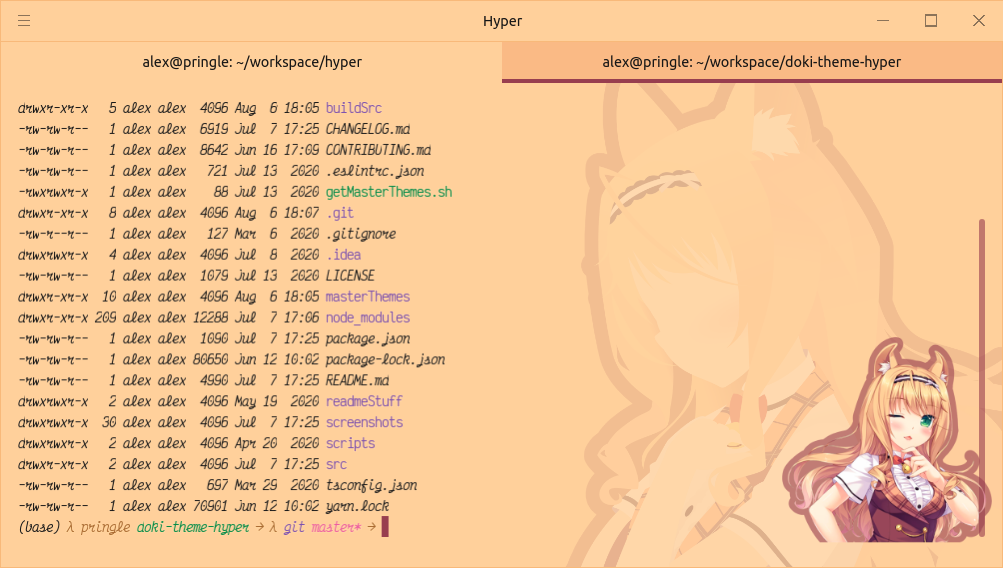 Hyper
alex@pringle: ~/workspace/hyper
alex@pringle: ~/workspace/doki-theme-hyper
drwxr-xr-x 5 alex alex 4096 Aug 6 18:05 buildSrc
-rw-rw-r-- 1 alex alex 6919 Jul 7 17:25 CHANGELOG.md
-rw-rw-r-- 1 alex alex 8642 Jun 16 17:09 CONTRIBUTING.md
-rw-rw-r-- 1 alex alex 721 Jul 13 2020 .eslintrc.json
-rwxrwxr-x 1 alex alex 88 Jul 13 2020 getMasterThemes.sh
drwxr-xr-x 8 alex alex 4096 Aug 6 18:07 .git
-rw-r--r-- 1 alex alex 127 Mar 6 2020 .gitignore
drwxrwxr-x 4 alex alex 4096 Jul 8 2020 .idea
-rw-rw-r-- 1 alex alex 1079 Jul 13 2020 LICENSE
drwxr-xr-x 10 alex alex 4096 Aug 6 18:05 masterThemes
drwxrwxr-x 209 alex alex 12288 Jul 7 17:06 node_modules
-rw-rw-r-- 1 alex alex 1090 Jul 7 17:25 package.json
-rw-rw-r-- 1 alex alex 80650 Jun 12 10:02 package-lock.json
-rw-rw-r-- 1 alex alex 4990 Jul 7 17:25 README.md
drwxrwxr-x 2 alex alex 4096 May 19 2020 readmeStuff
drwxrwxr-x 30 alex alex 4096 Jul 7 17:25 screenshots
drwxrwxr-x 2 alex alex 4096 Apr 20 2020 scripts
drwxr-xr-x 2 alex alex 4096 Jul 7 17:25 src
-rw-rw-r-- 1 alex alex 697 Mar 29 2020 tsconfig.json
-rw-rw-r-- 1 alex alex 70901 Jun 12 10:02 yarn.lock
(base) λ pringle doki-theme-hyper → λ git master* →